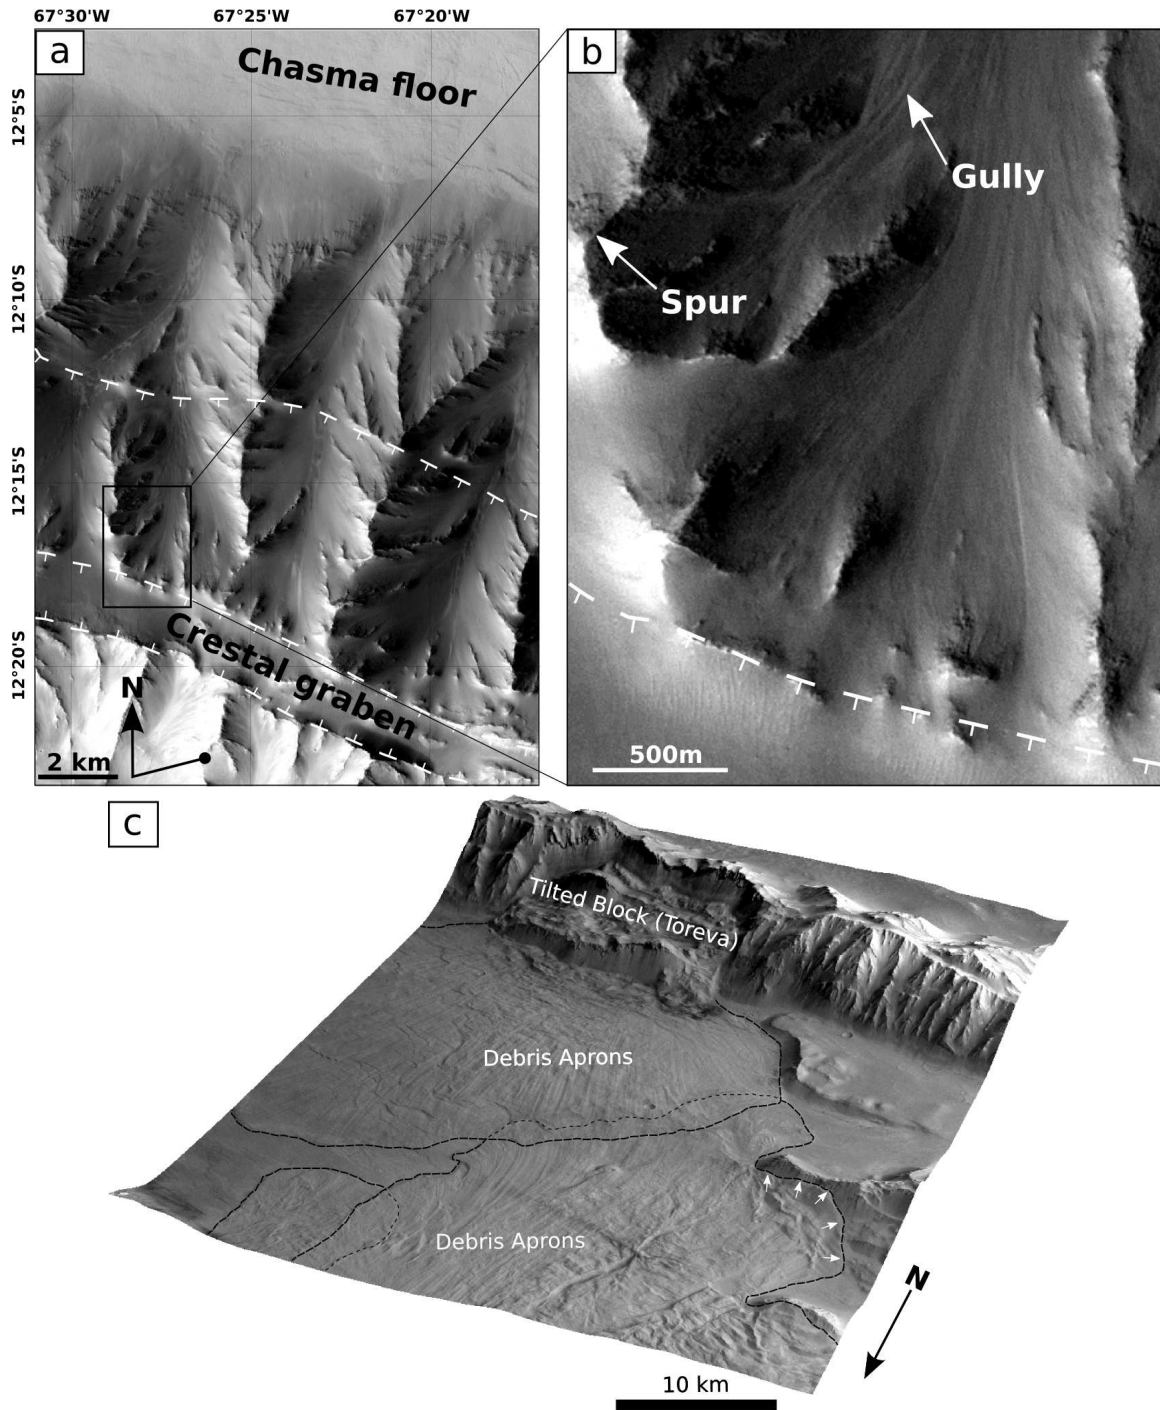 67°30'W
67°25'W
67°20'W
a
Chasma floor
b
12°5'S
Gully
Spur
12°10'S
12°15'S
12°20'S
Crestal graben
N
2 km
500m
c
Tilted Block (Toreva)
Debris Aprons
Debris Aprons
N
10 km